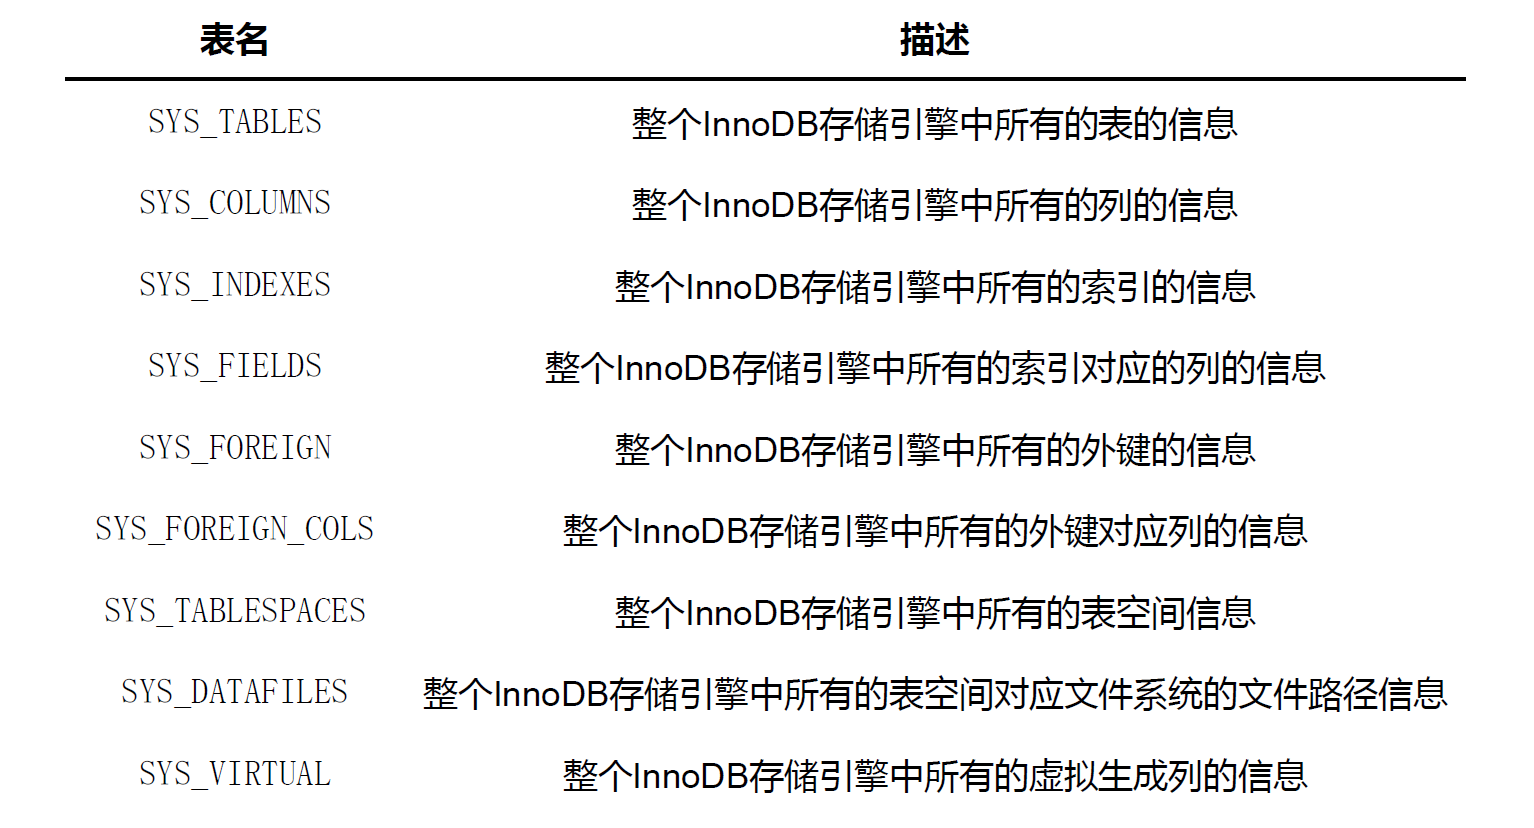 表名 描述
SYS_TABLES 整个InnoDB存储引擎中所有的表的信息
SYS_COLUMNS 整个InnoDB存储引擎中所有的列的信息
SYS_INDEXES 整个InnoDB存储引擎中所有的索引的信息
SYS_FIELDS 整个InnoDB存储引擎中所有的索引对应的列的信息
SYS_FOREIGN 整个InnoDB存储引擎中所有的外键的信息
SYS_FOREIGN_COLS 整个InnoDB存储引擎中所有的外键对应列的信息
SYS_TABLESPACES 整个InnoDB存储引擎中所有的表空间信息
SYS_DATAFILES 整个InnoDB存储引擎中所有的表空间对应文件系统的文件路径信息
SYS_VIRTUAL 整个InnoDB存储引擎中所有的虚拟生成列的信息